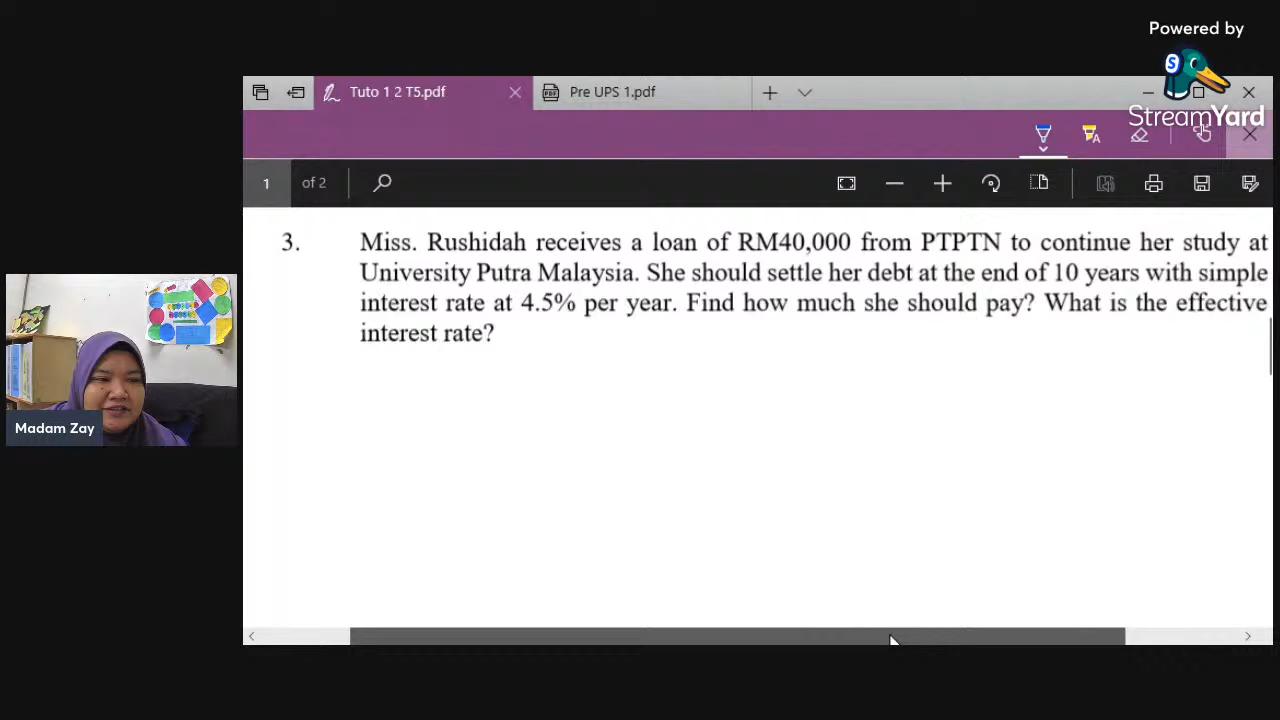 Powered by
StreamYard
Tuto 1 2 T5.pdf
Pre UPS 1.pdf
1 of 2
3. Miss. Rushidah receives a loan of RM40,000 from PTPTN to continue her study at
University Putra Malaysia. She should settle her debt at the end of 10 years with simple
interest rate at 4.5% per year. Find how much she should pay? What is the effective
interest rate?
Madam Zay